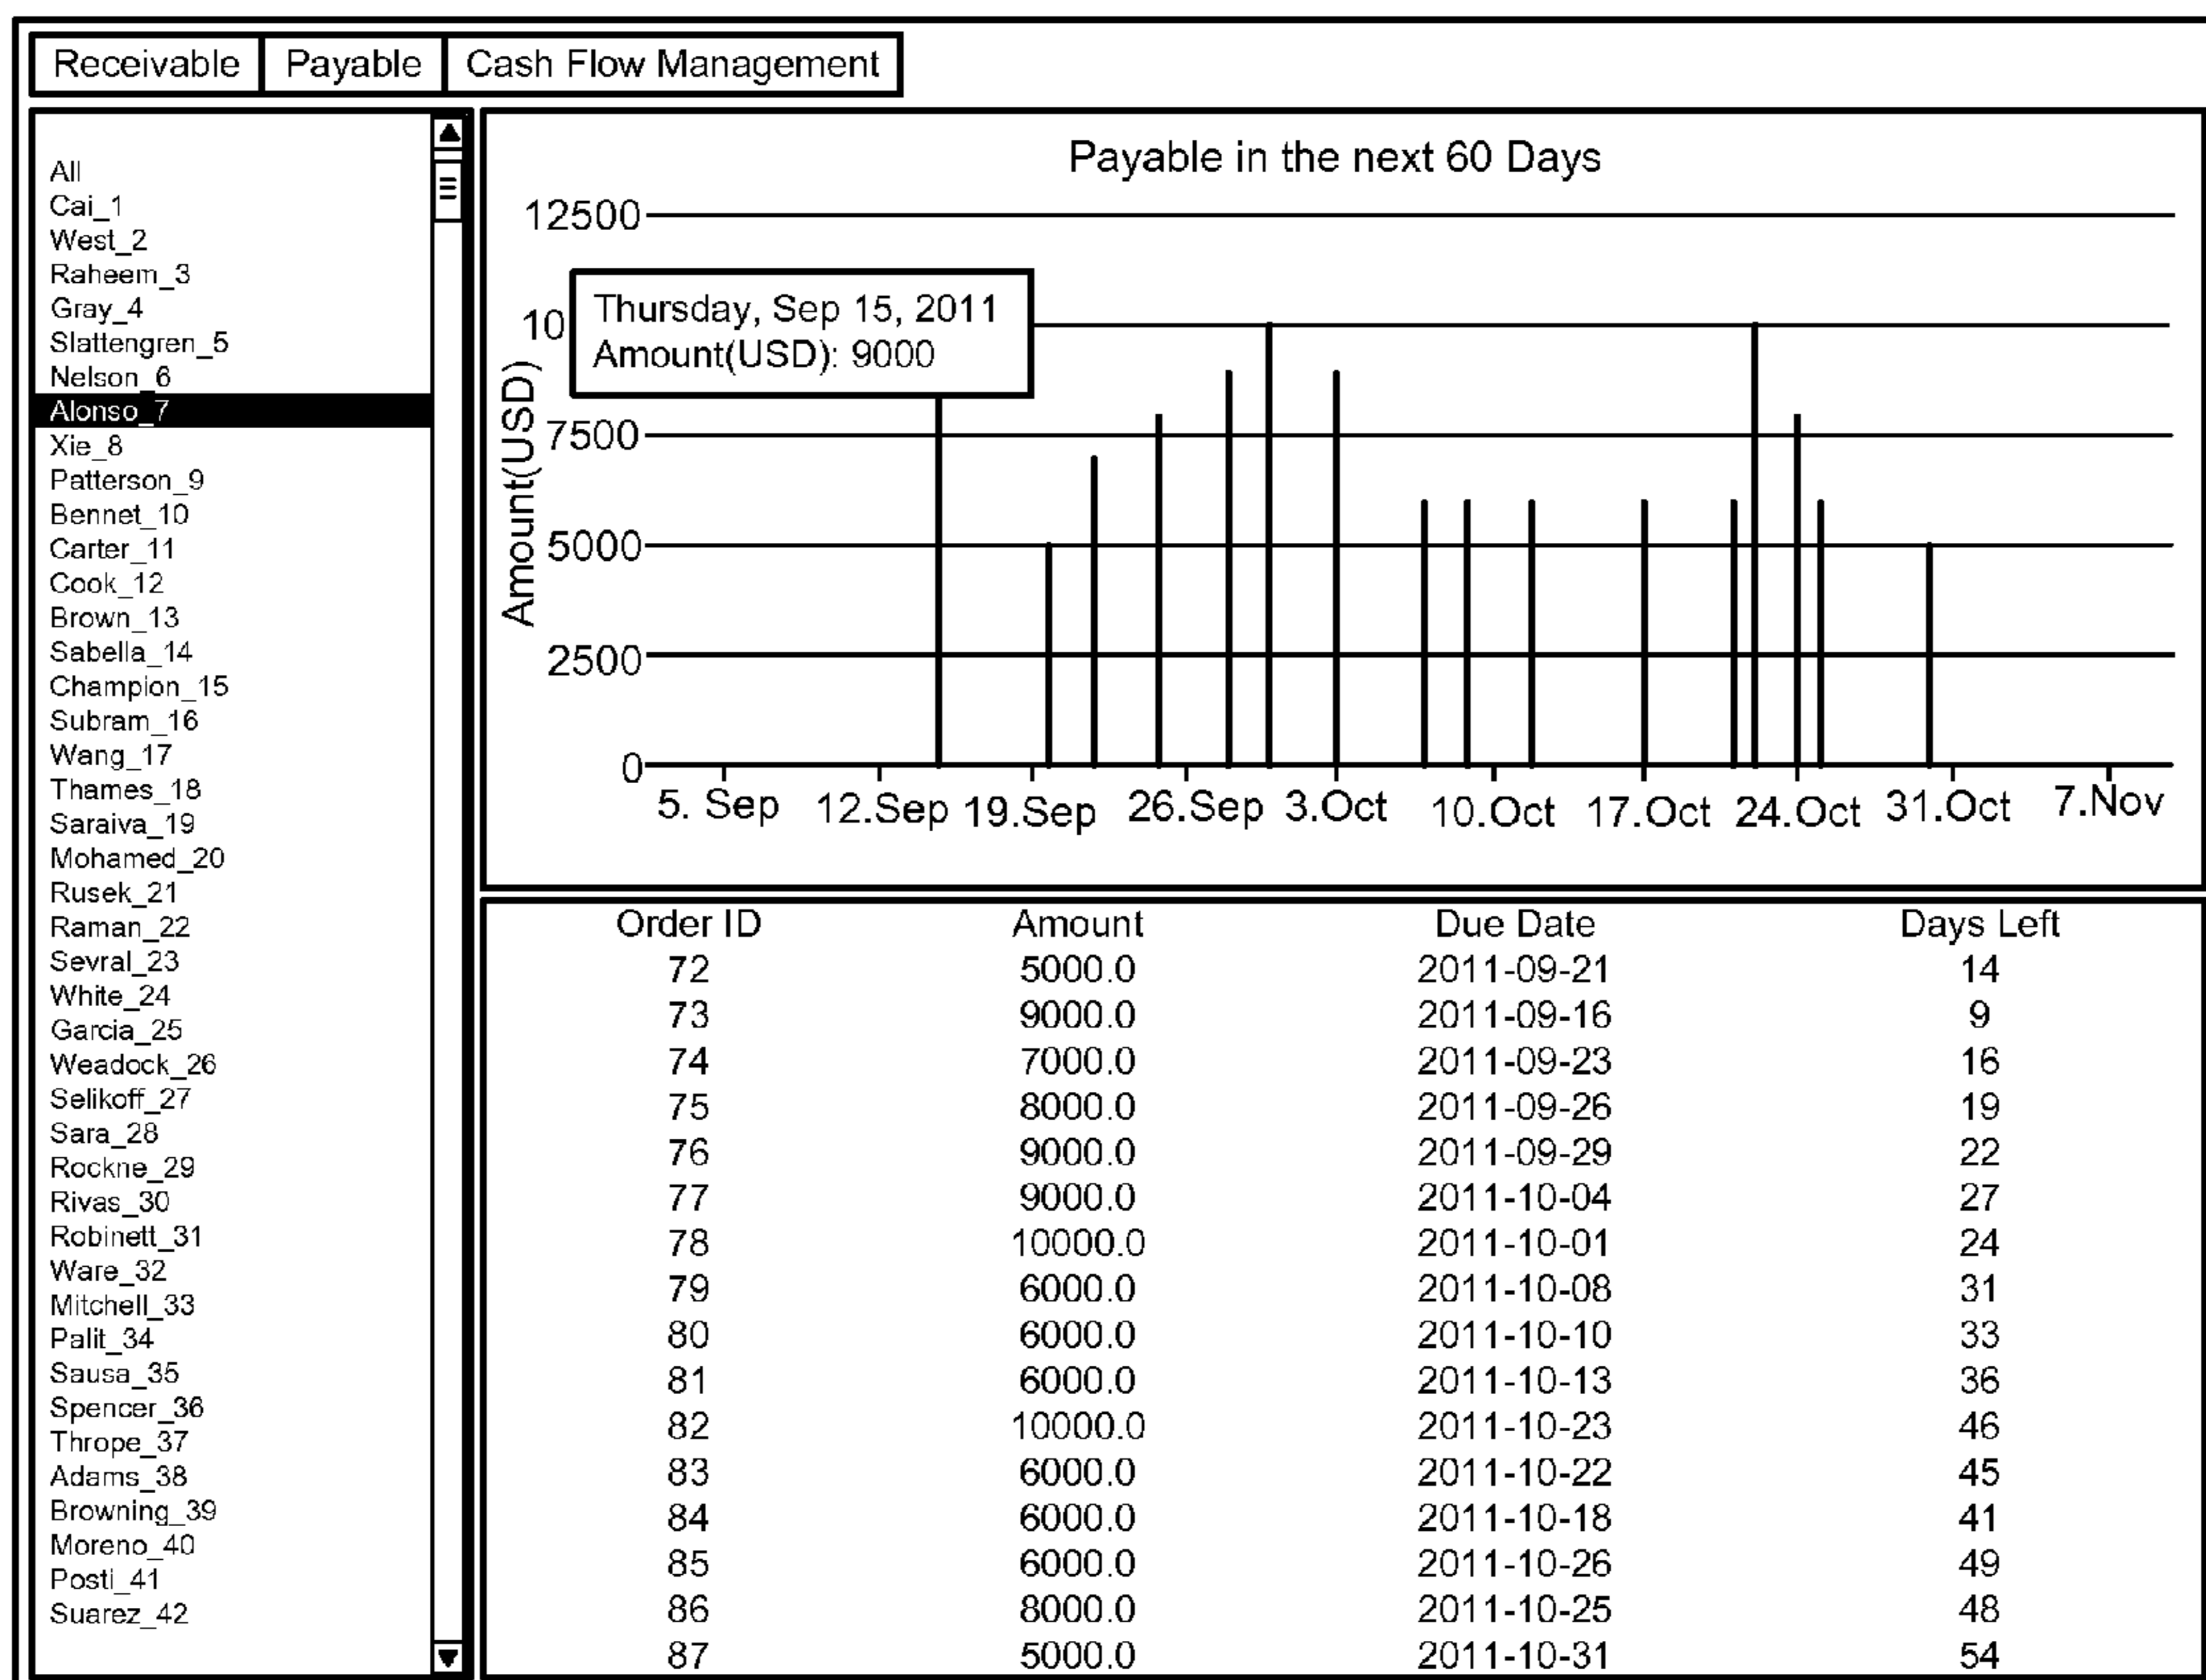 Receivable Payable Cash Flow Management
All
Cai_1
West_2
Raheem_3
Gray_4
Slattengren_5
Nelson_6
Alonso_7
Xie_8
Patterson_9
Bennet_10
Carter_11
Cook_12
Brown_13
Sabella_14
Champion_15
Subram_16
Wang_17
Thames_18
Saraiva_19
Mohamed_20
Rusek_21
Raman_22
Sevral_23
White_24
Garcia_25
Weadock_26
Selikoff_27
Sara_28
Rockne_29
Rivas_30
Robinett_31
Ware_32
Mitchell_33
Palit_34
Sausa_35
Spencer_36
Thrope_37
Adams_38
Browning_39
Moreno_40
Posti_41
Suarez_42
Payable in the next 60 Days
Amount(USD)
12500
10
7500
5000
2500
0
Thursday, Sep 15, 2011
Amount(USD): 9000
5. Sep 12.Sep 19.Sep 26.Sep 3.Oct 10.Oct 17.Oct 24.Oct 31.Oct 7.Nov
Order ID Amount Due Date Days Left
72 5000.0 2011-09-21 14
73 9000.0 2011-09-16 9
74 7000.0 2011-09-23 16
75 8000.0 2011-09-26 19
76 9000.0 2011-09-29 22
77 9000.0 2011-10-04 27
78 10000.0 2011-10-01 24
79 6000.0 2011-10-08 31
80 6000.0 2011-10-10 33
81 6000.0 2011-10-13 36
82 10000.0 2011-10-23 46
83 6000.0 2011-10-22 45
84 6000.0 2011-10-18 41
85 6000.0 2011-10-26 49
86 8000.0 2011-10-25 48
87 5000.0 2011-10-31 54